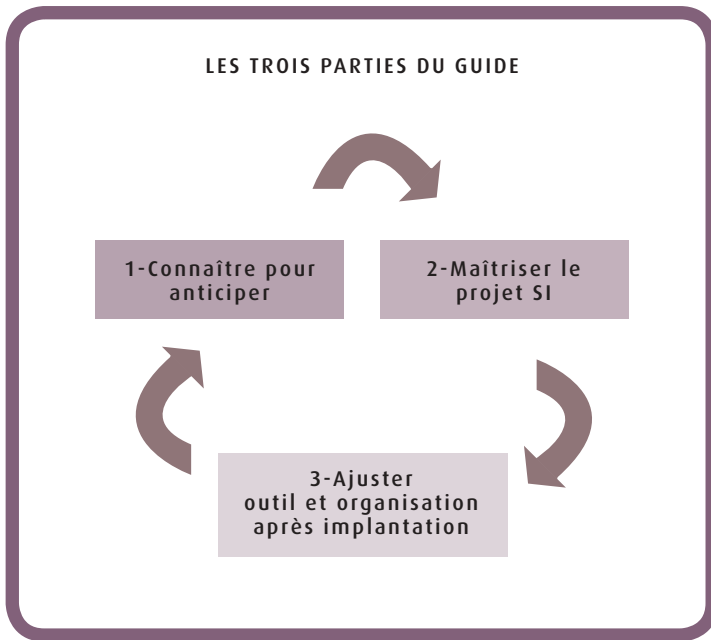 LES TROIS PARTIES DU GUIDE
1-Connaître pour
anticiper
2-Maîtriser le
projet SI
3-Ajuster
outil et organisation
après implantation